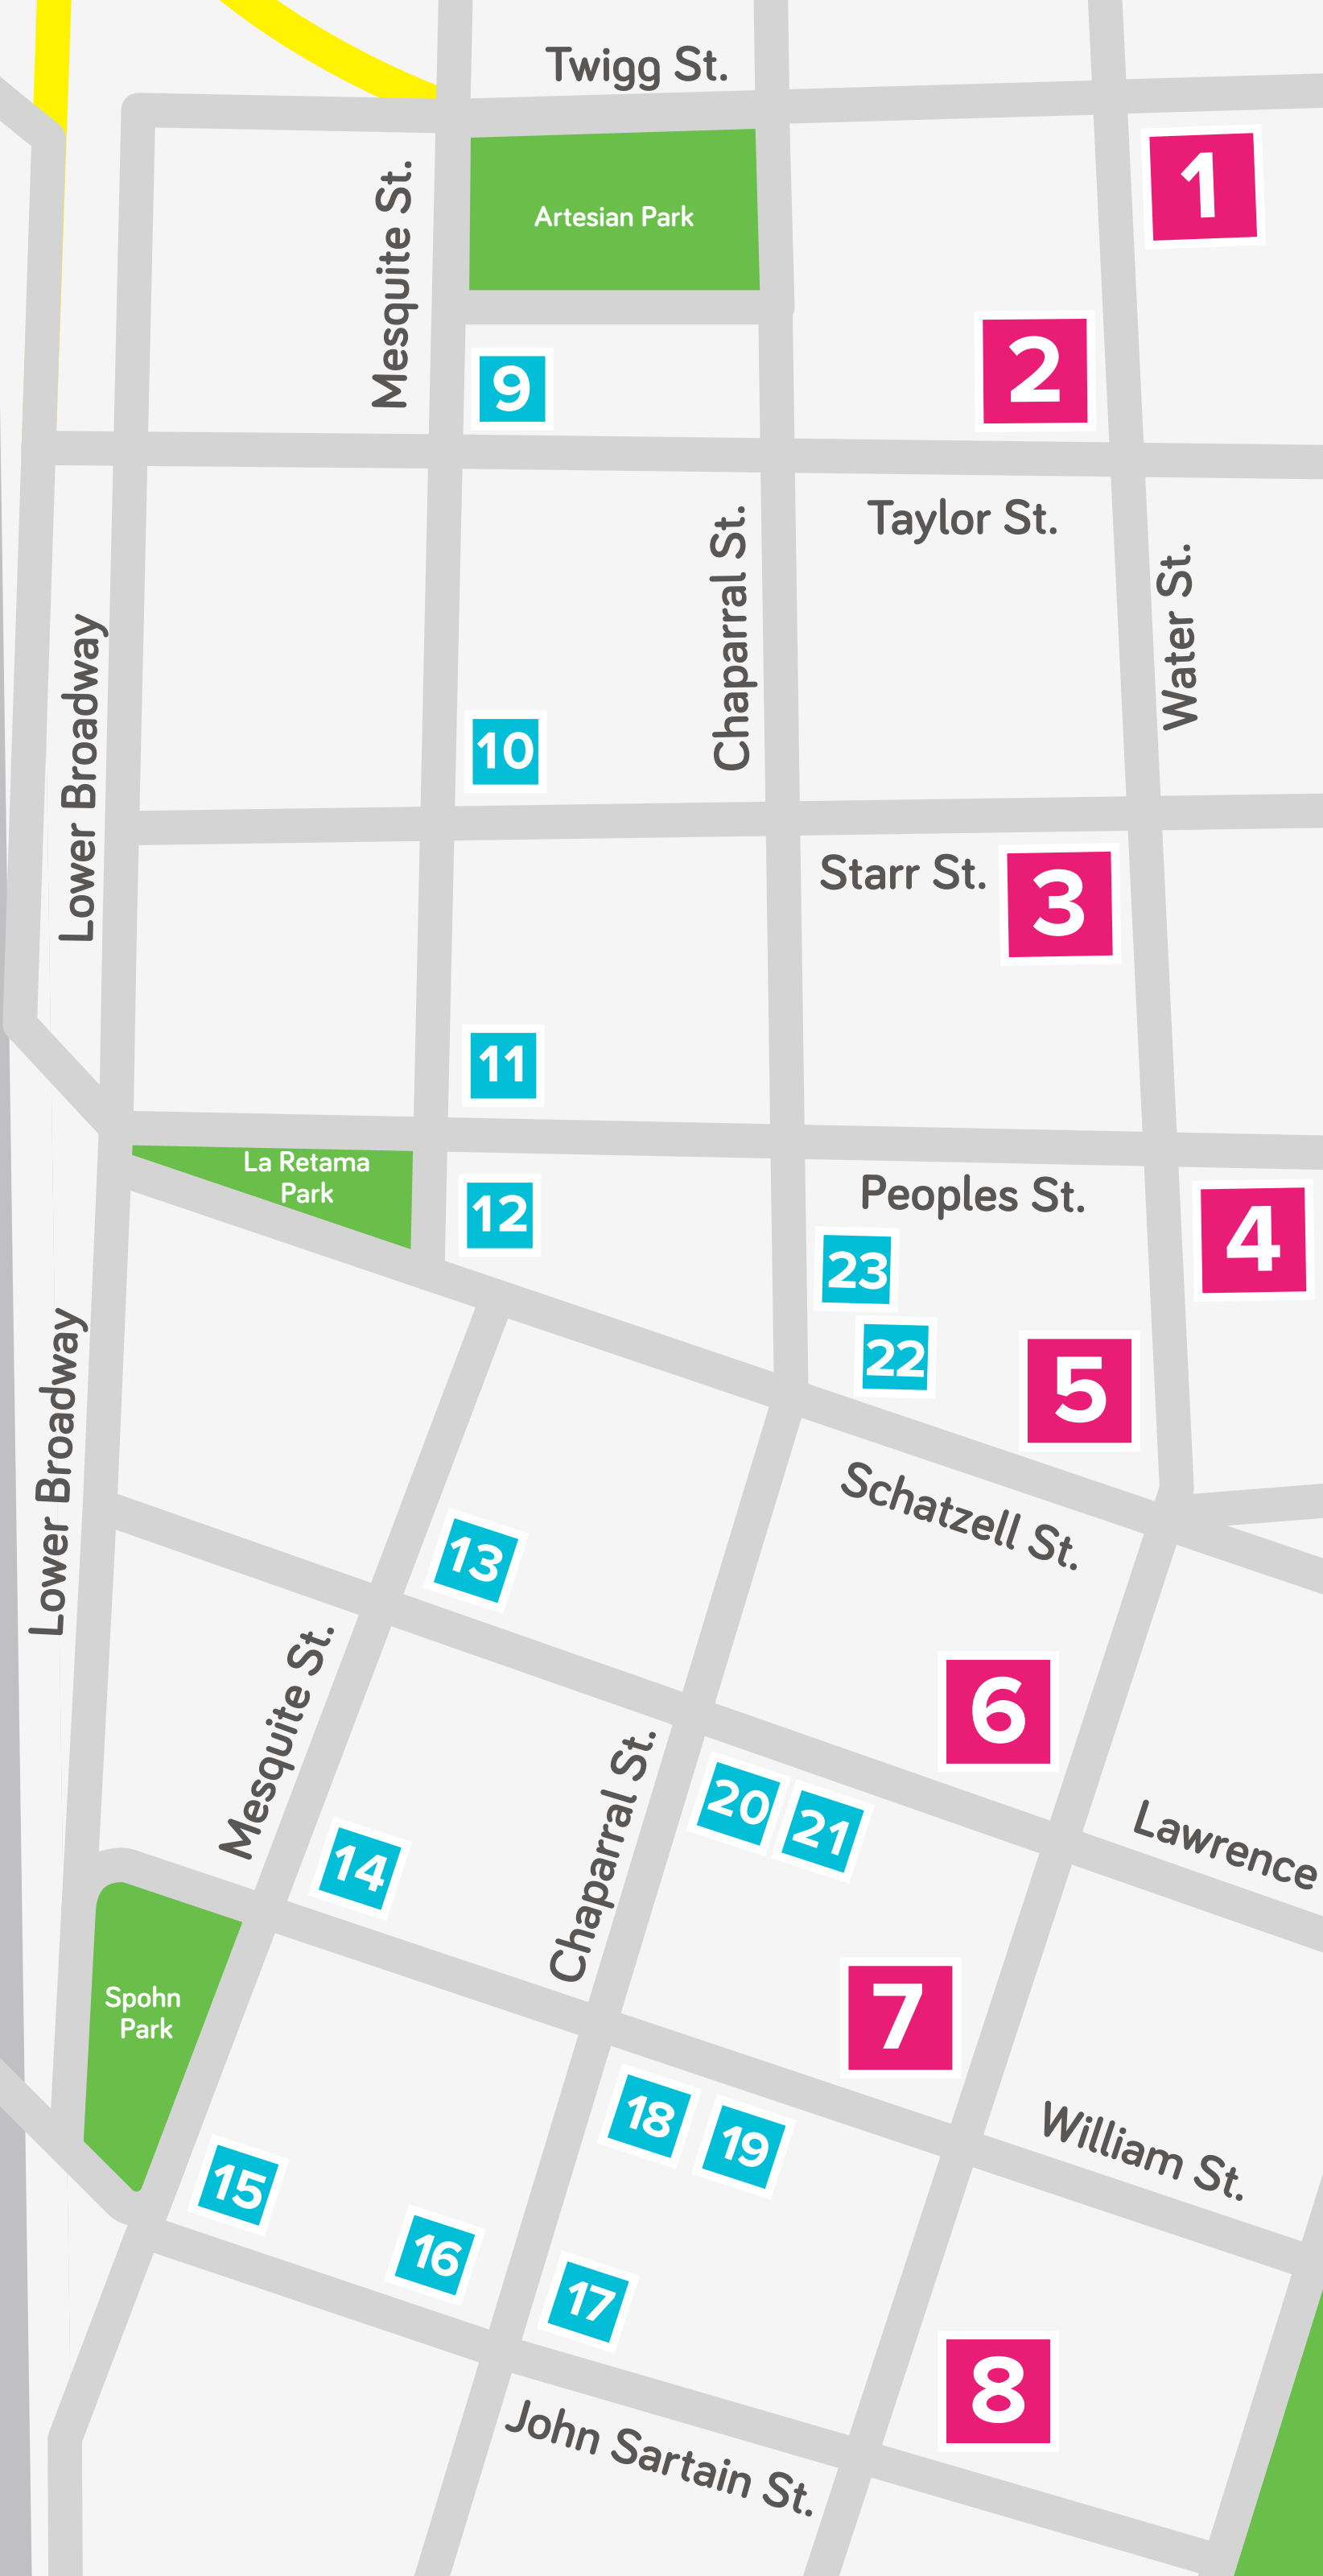 Twigg St.
1
Mesquite St.
Artesian Park
2
9
Taylor St.
Chaparral St.
Water St.
Lower Broadway
10
Starr St.
3
11
La Retama
Park
12
Peoples St.
4
23
22
5
Lower Broadway
Schatzell St.
13
Mesquite St.
6
Chaparral St.
20
21
Lawrence
14
Spohn
Park
7
18
19
William St.
15
16
17
8
John Sartain St.